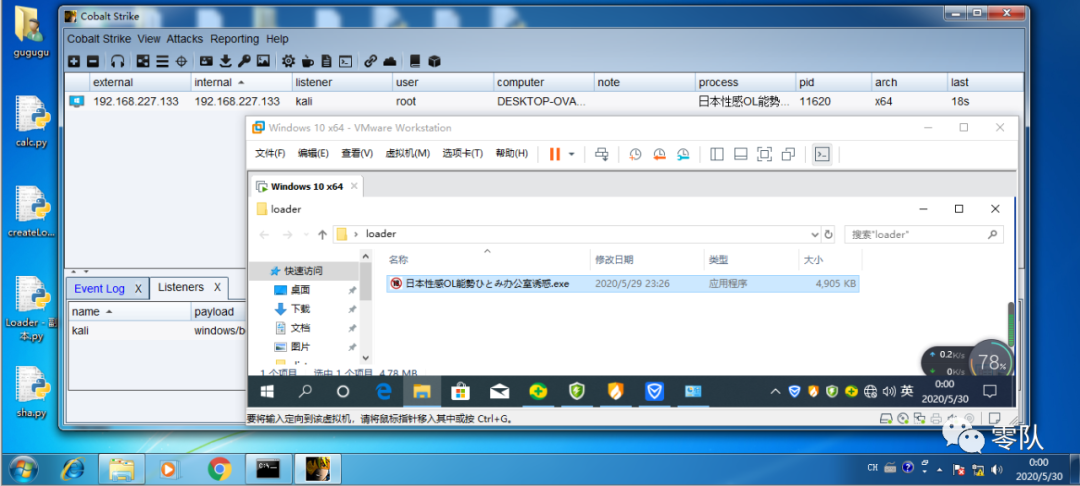 gugugu
calc.py
createLo...
Loader - 副
本.py
sha.py
Cobalt Strike
Cobalt Strike View Attacks Reporting Help
external internal listener user computer note process pid arch last
192.168.227.133 192.168.227.133 kali root DESKTOP-OVA... 日本性感OL能勢... 11620 x64 18s
Event Log X Listeners X
name payload
kali windows/b
Windows 10 x64 - VMware Workstation
文件(F) 编辑(E) 查看(V) 虚拟机(M) 选项卡(T) 帮助(H)
Windows 10 x64
loader
loader 搜索"loader"
名称 修改日期 类型 大小
快速访问
桌面
下载
文档
图片
日本性感OL能勢ひとみ办公室诱惑.exe 2020/5/29 23:26 应用程序 4,905 KB
1 个项目 选中 1 个项目 4.78 MB
0.2K/s
0K/s
78%
英 0:00
2020/5/30
要将输入定向到该虚拟机，请将鼠标指针移入其中或按 Ctrl+G。
零队
CH 0:00
2020/5/30